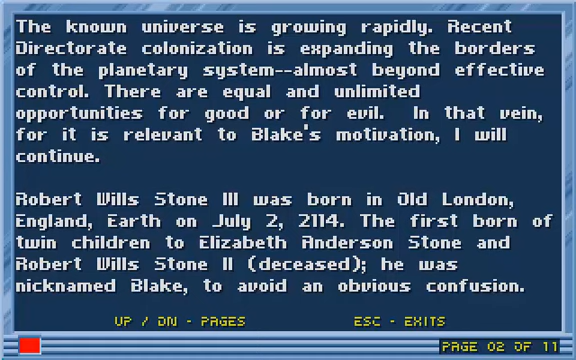 The known universe is growing rapidly. Recent
Directorate colonization is expanding the borders
of the planetary system--almost beyond effective
control. There are equal and unlimited
opportunities for good or for evil. In that vein,
for it is relevant to Blake's motivation, I will
continue.
Robert Wills Stone III was born in Old London,
England, Earth on July 2, 2114. The first born of
twin children to Elizabeth Anderson Stone and
Robert Wills Stone II (deceased); he was
nicknamed Blake, to avoid an obvious confusion.
UP / DN - PAGES ESC - EXITS
PAGE 02 OF 11